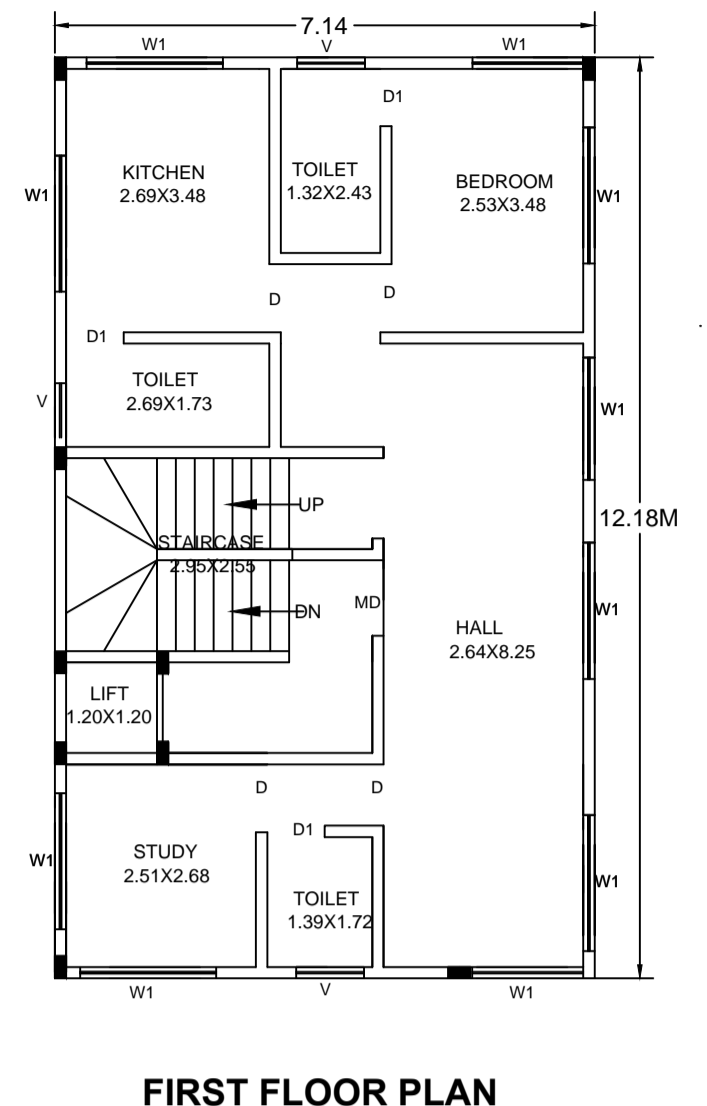 7.14
W1
V
W1
D1
KITCHEN
2.69X3.48
TOILET
1.32X2.43
BEDROOM
2.53X3.48
W1
W1
D
D
D1
TOILET
2.69X1.73
V
W1
UP
12.18M
STAIRCASE
2.95X2.55
DN
MD
W1
HALL
2.64X8.25
LIFT
1.20X1.20
D
D
D1
STUDY
2.51X2.68
W1
TOILET
1.39X1.72
W1
W1
V
W1
FIRST FLOOR PLAN